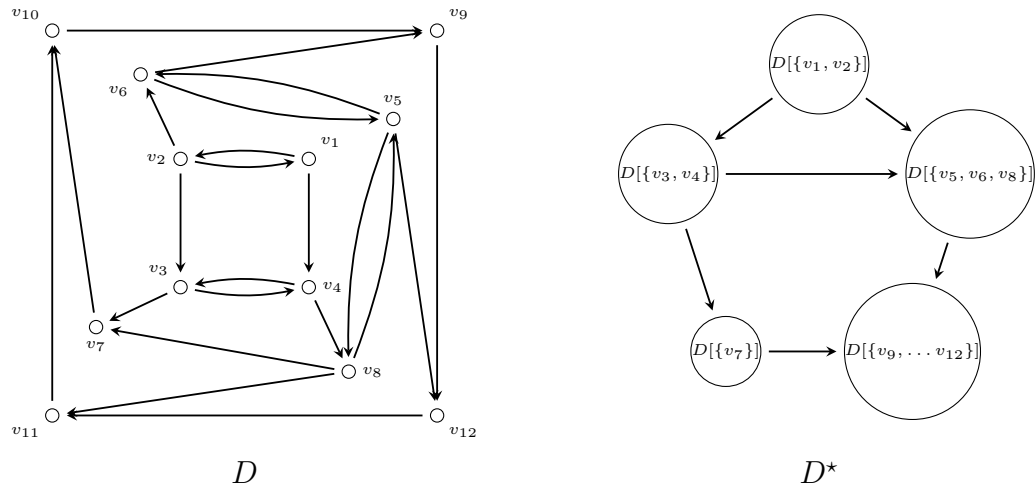 v₁₀
v₉
v₆
v₅
v₂
v₁
v₃
v₄
v₇
v₈
v₁₁
v₁₂
D
D[{v₁, v₂}]
D[{v₃, v₄}]
D[{v₅, v₆, v₈}]
D[{v₇}]
D[{v₉, … v₁₂}]
D⋆